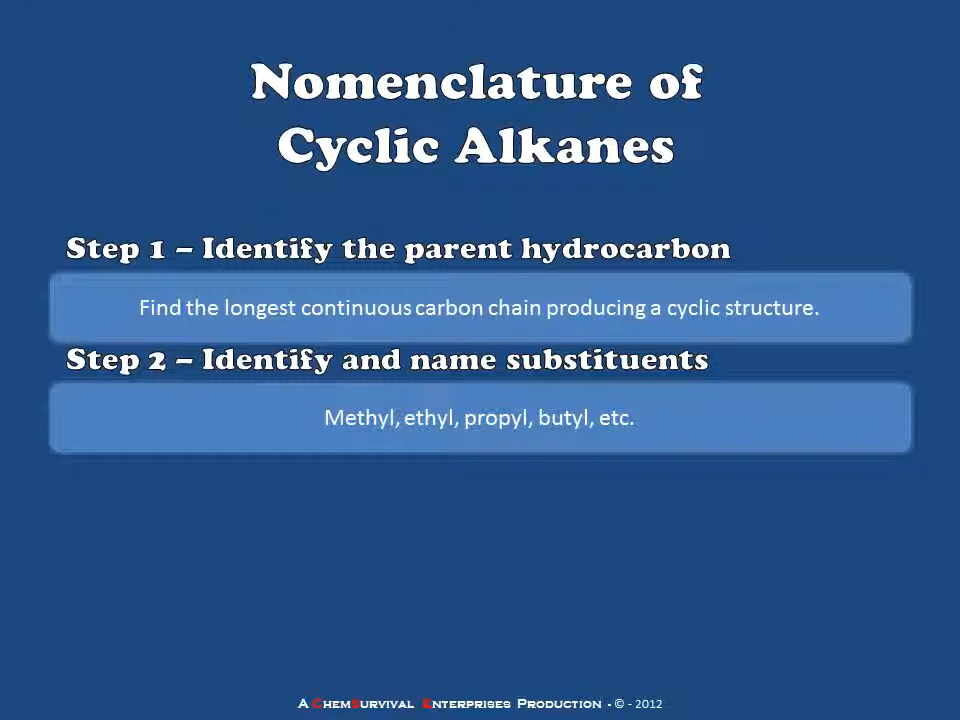 Nomenclature of
Cyclic Alkanes
Step 1 – Identify the parent hydrocarbon
Find the longest continuous carbon chain producing a cyclic structure.
Step 2 – Identify and name substituents
Methyl, ethyl, propyl, butyl, etc.
A ChemSurvival Enterprises Production - © - 2012